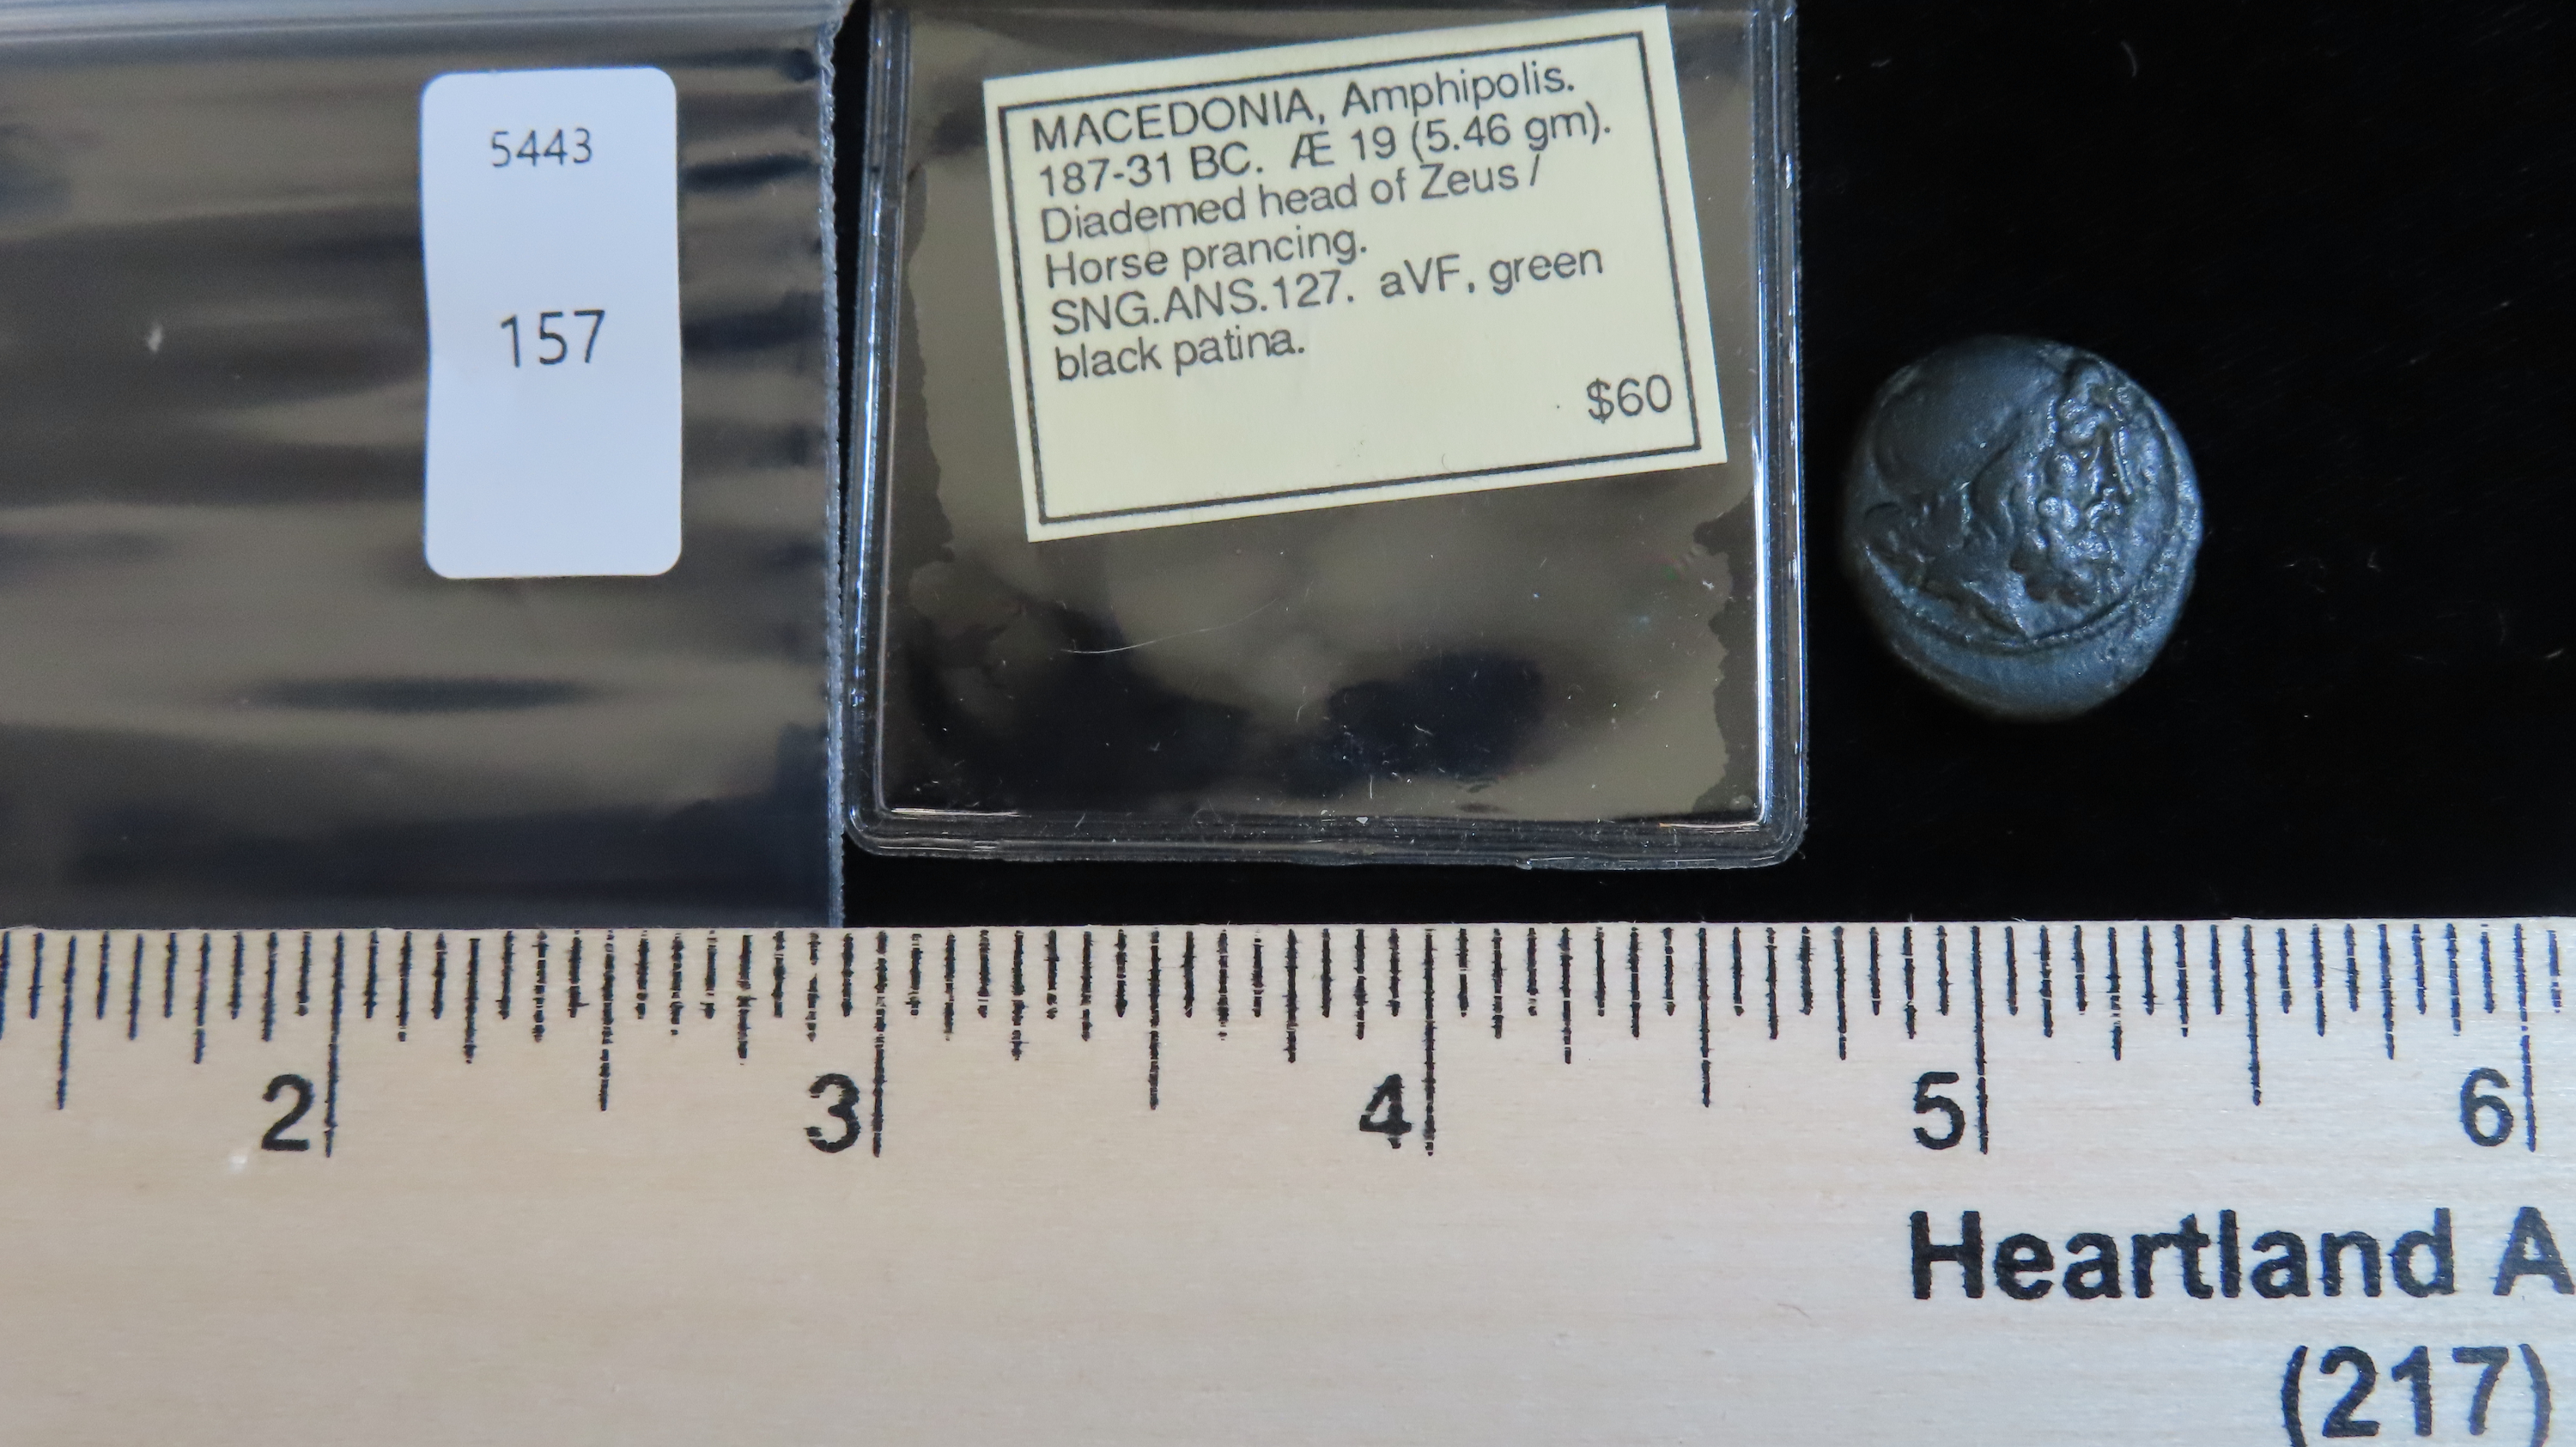 5443
157
MACEDONIA, Amphipolis.
187-31 BC. Æ 19 (5.46 gm).
Diademed head of Zeus /
Horse prancing.
SNG.ANS.127. aVF, green
black patina.
$60
2 3 4 5 6
Heartland A
(217)